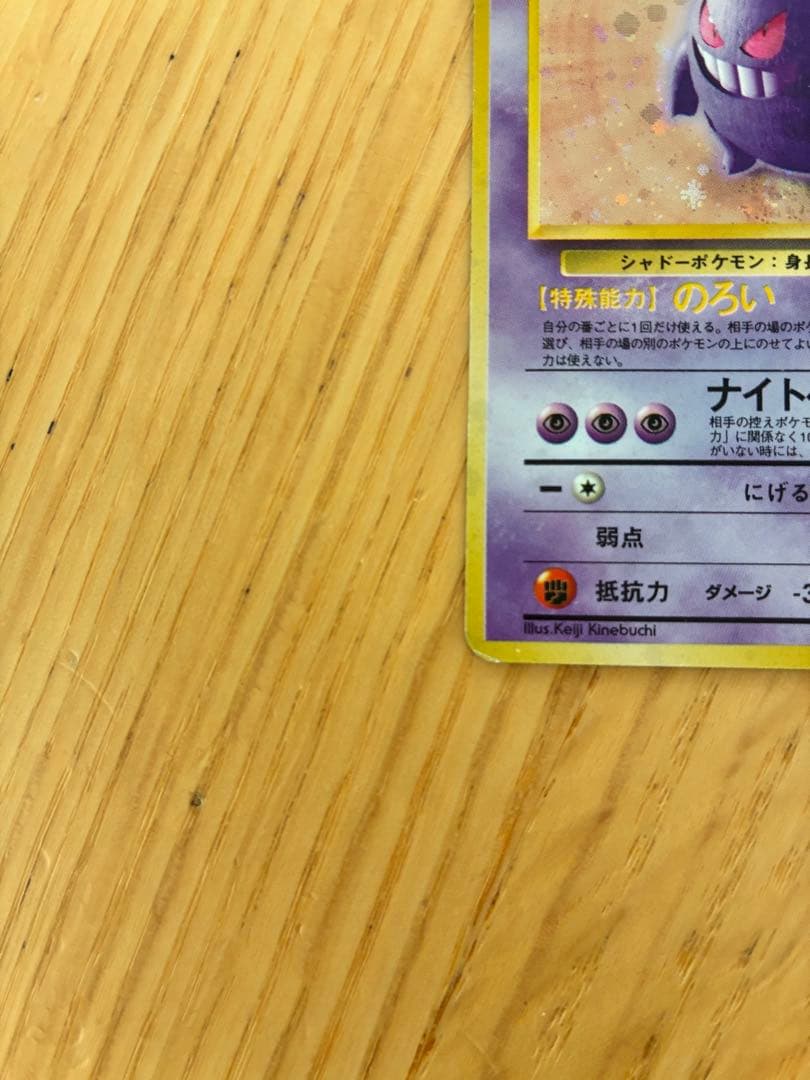 シャドーポケモン：身長
【特殊能力】 のろい
自分の番ごとに1回だけ使える。相手の場のポケ
選び、相手の場の別のポケモンの上にのせてよい
力は使えない。
ナイト
相手の控えポケモ
力」に関係なく10
がいない時には、
にげる
弱点
抵抗力 ダメージ -3
Illus.Keiji Kinebuchi